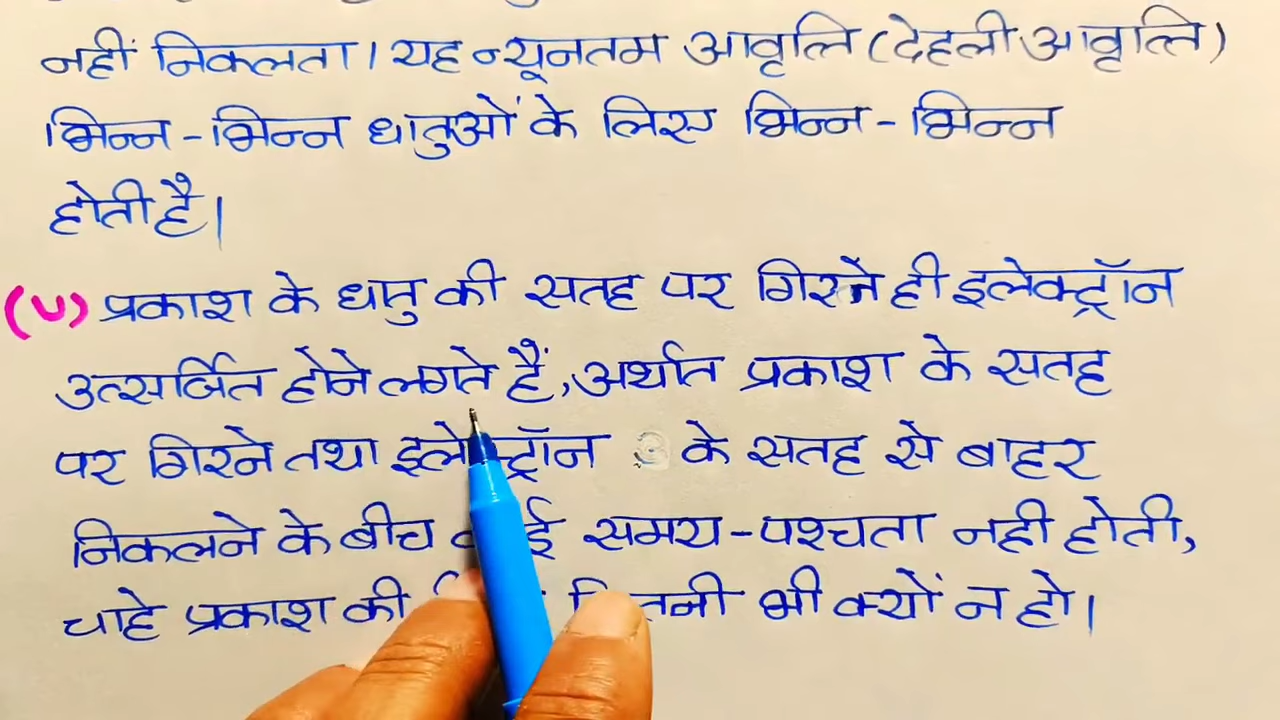 नहीं निकलता। यह न्यूनतम आवृत्ति (देहली आवृत्ति)
भिन्न-भिन्न धातुओं के लिए भिन्न-भिन्न
होती है।
(v) प्रकाश के धातु की सतह पर गिरते ही इलेक्ट्रॉन
उत्सर्जित होने लगते हैं, अर्थात प्रकाश के सतह
पर गिरने तथा इलेक्ट्रॉन के सतह से बाहर
निकलने के बीच समय-पश्चता नही होती,
चाहे प्रकाश की भी क्यों न हो।